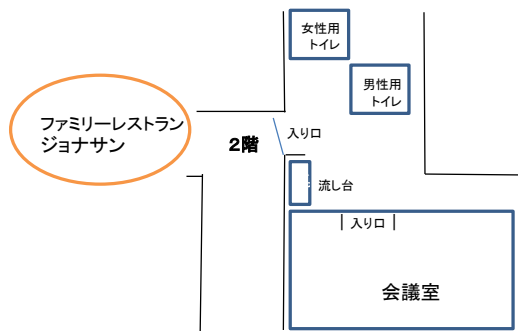 女性用
トイレ
男性用
トイレ
ファミリーレストラン
ジョナサン
2階
入り口
流し台
入り口
会議室